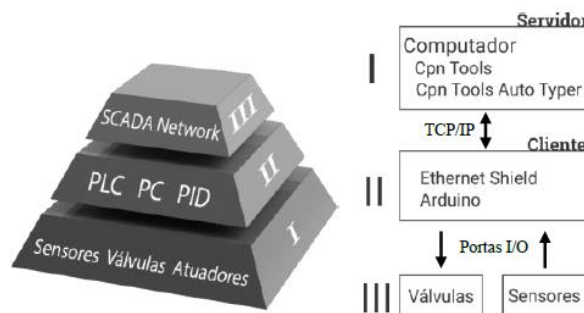 SCADA Network III
PLC PC PID II
Sensores Válvulas Atuadores I
Servidor
I
Computador
Cpn Tools
Cpn Tools Auto Typer
TCP/IP
Cliente
II
Ethernet Shield
Arduino
Portas I/O
III
Válvulas
Sensores